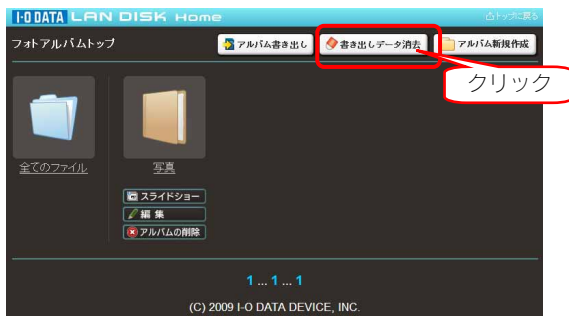 I·O DATA LAN DISK Home
トップに戻る
フォトアルバムトップ
アルバム書き出し
書き出しデータ消去
アルバム新規作成
クリック
全てのファイル
写真
スライドショー
編 集
アルバムの削除
1 ... 1 ... 1
(C) 2009 I-O DATA DEVICE, INC.